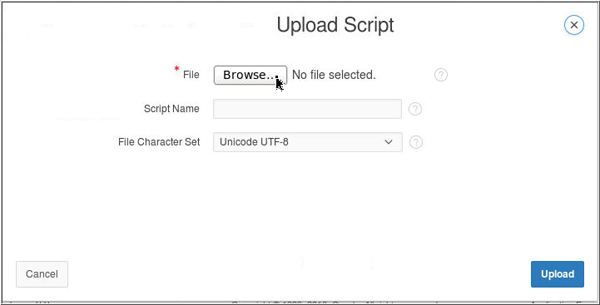 Upload Script
* File Browse... No file selected. ?
Script Name ?
File Character Set Unicode UTF-8 ?
Cancel Upload